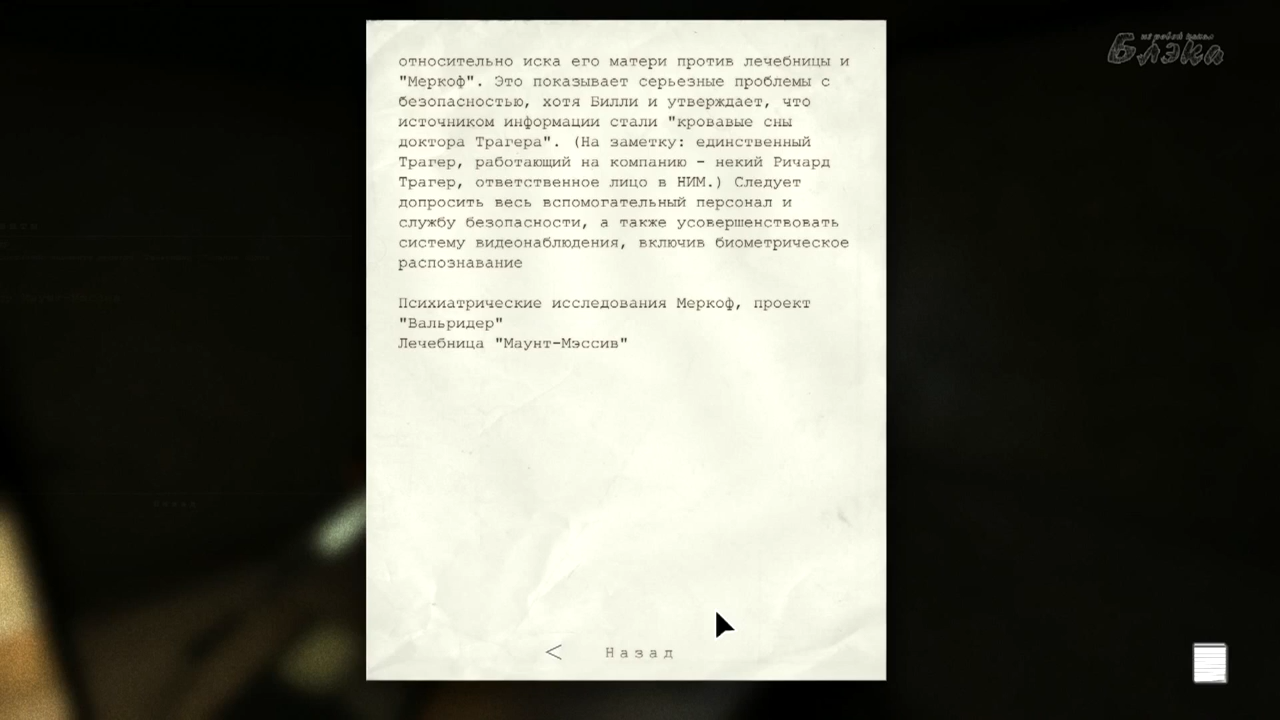 относительно иска его матери против лечебницы и
"Меркоф". Это показывает серьезные проблемы с
безопасностью, хотя Билли и утверждает, что
источником информации стали "кровавые сны
доктора Трагера". (На заметку: единственный
Трагер, работающий на компанию - некий Ричард
Трагер, ответственное лицо в НИМ.) Следует
допросить весь вспомогательный персонал и
службу безопасности, а также усовершенствовать
систему видеонаблюдения, включив биометрическое
распознавание
Психиатрические исследования Меркоф, проект
"Вальридер"
Лечебница "Маунт-Мэссив"
< Назад
Блэка